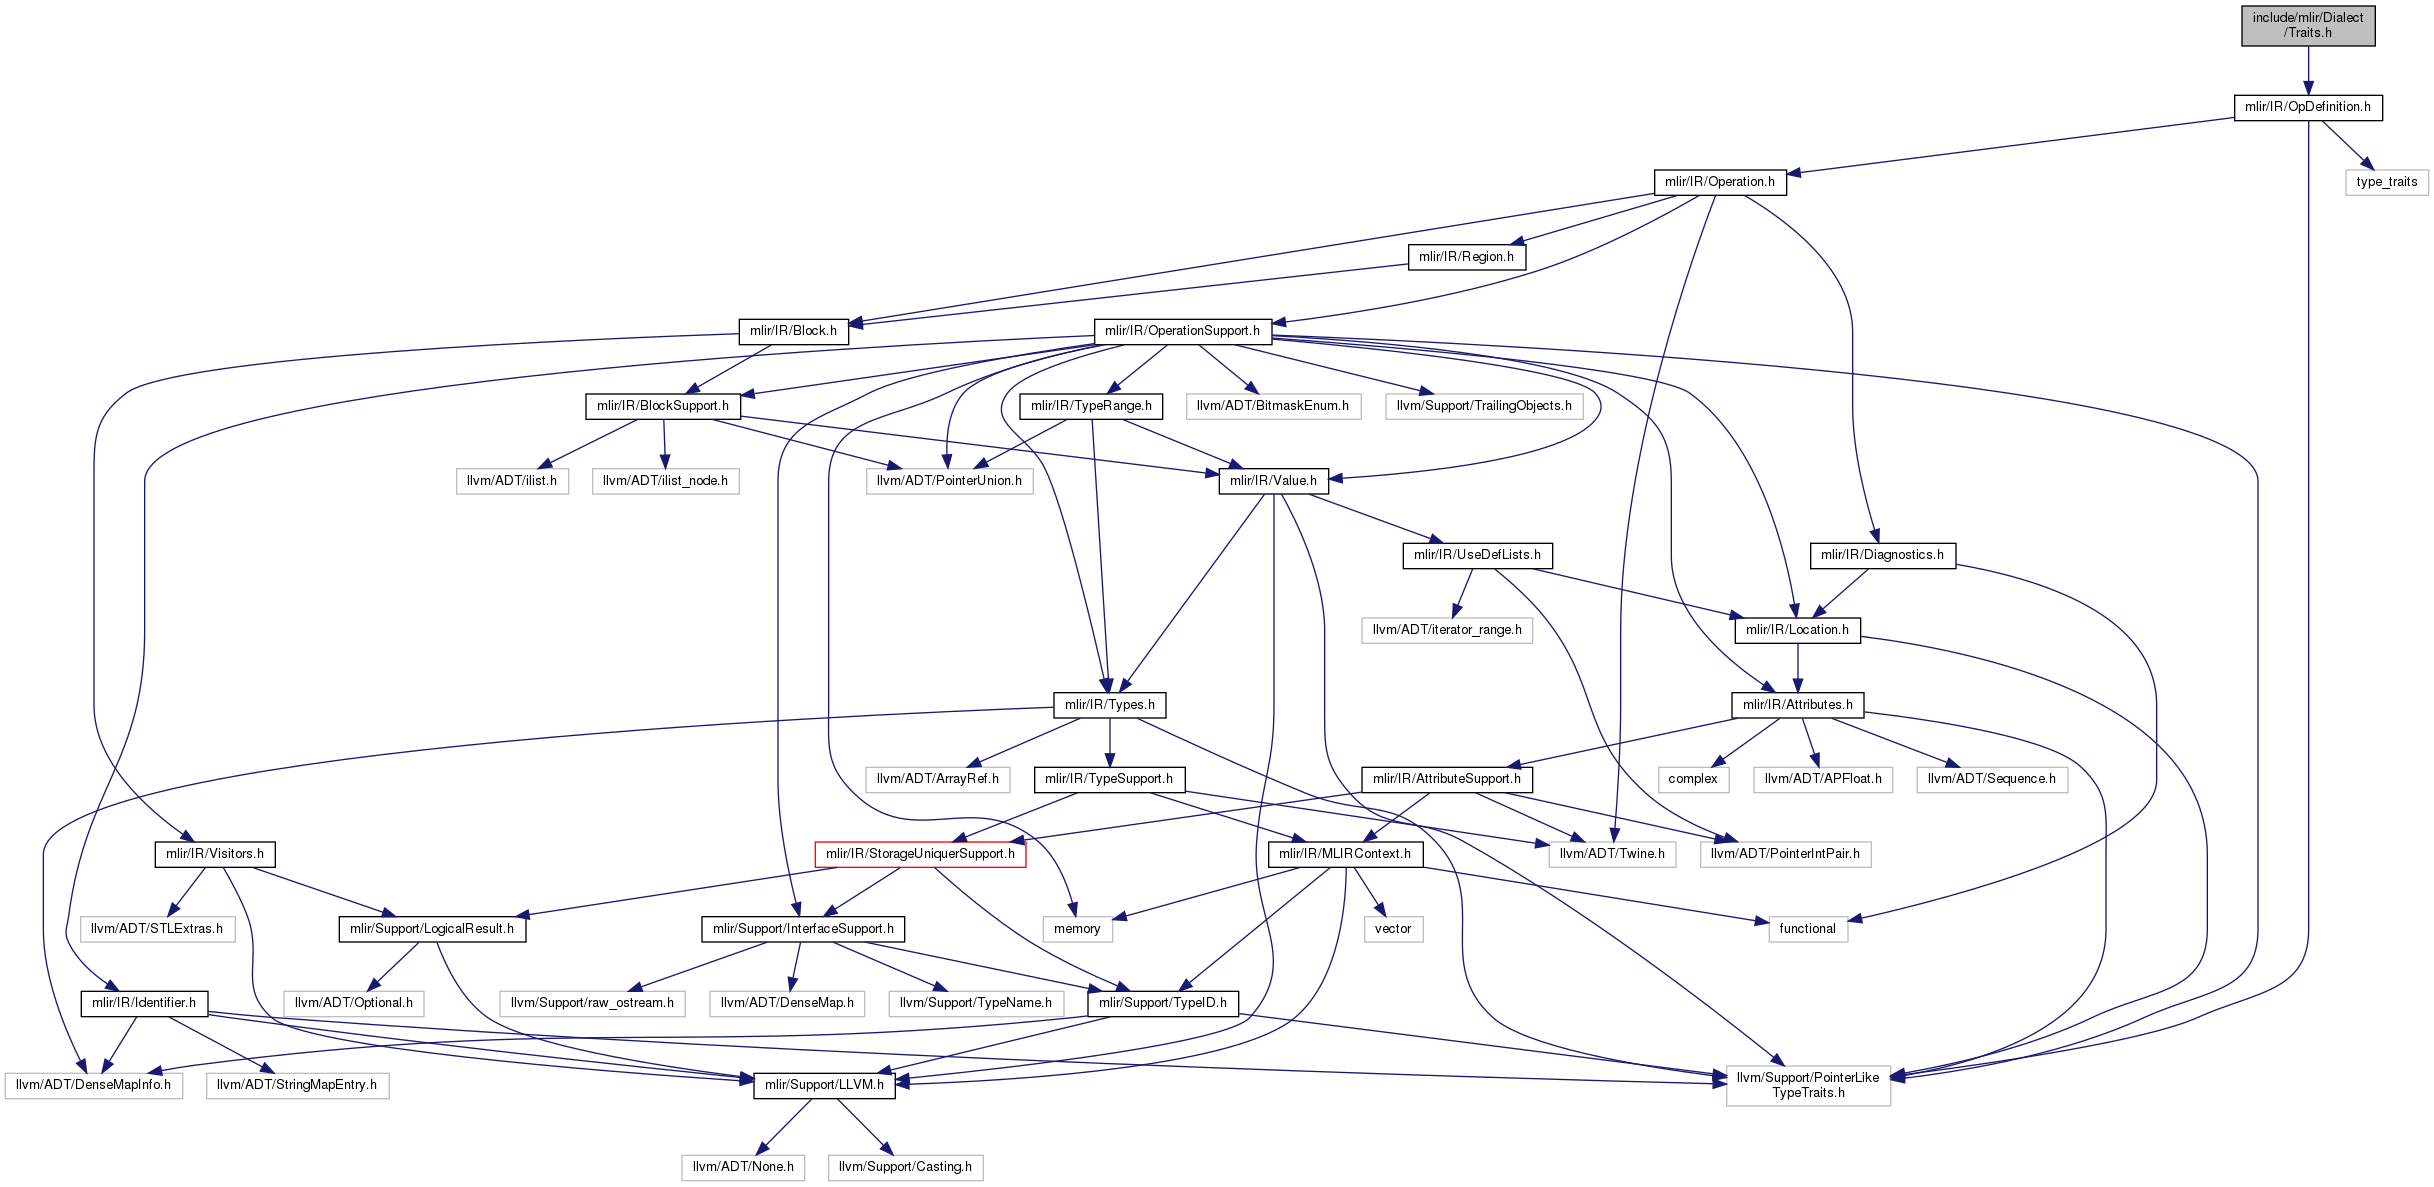 include/mlir/Dialect
/Traits.h
mlir/IR/OpDefinition.h
mlir/IR/Operation.h
type_traits
mlir/IR/Region.h
mlir/IR/Block.h
mlir/IR/OperationSupport.h
mlir/IR/BlockSupport.h
mlir/IR/TypeRange.h
llvm/ADT/BitmaskEnum.h
llvm/Support/TrailingObjects.h
llvm/ADT/ilist.h
llvm/ADT/ilist_node.h
llvm/ADT/PointerUnion.h
mlir/IR/Value.h
mlir/IR/UseDefLists.h
mlir/IR/Diagnostics.h
llvm/ADT/iterator_range.h
mlir/IR/Location.h
mlir/IR/Types.h
mlir/IR/Attributes.h
llvm/ADT/ArrayRef.h
mlir/IR/TypeSupport.h
mlir/IR/AttributeSupport.h
complex
llvm/ADT/APFloat.h
llvm/ADT/Sequence.h
mlir/IR/Visitors.h
mlir/IR/StorageUniquerSupport.h
mlir/IR/MLIRContext.h
llvm/ADT/Twine.h
llvm/ADT/PointerIntPair.h
llvm/ADT/STLExtras.h
mlir/Support/LogicalResult.h
mlir/Support/InterfaceSupport.h
memory
vector
functional
mlir/IR/Identifier.h
llvm/ADT/Optional.h
llvm/Support/raw_ostream.h
llvm/ADT/DenseMap.h
llvm/Support/TypeName.h
mlir/Support/TypeID.h
llvm/ADT/DenseMapInfo.h
llvm/ADT/StringMapEntry.h
mlir/Support/LLVM.h
llvm/Support/PointerLike
TypeTraits.h
llvm/ADT/None.h
llvm/Support/Casting.h